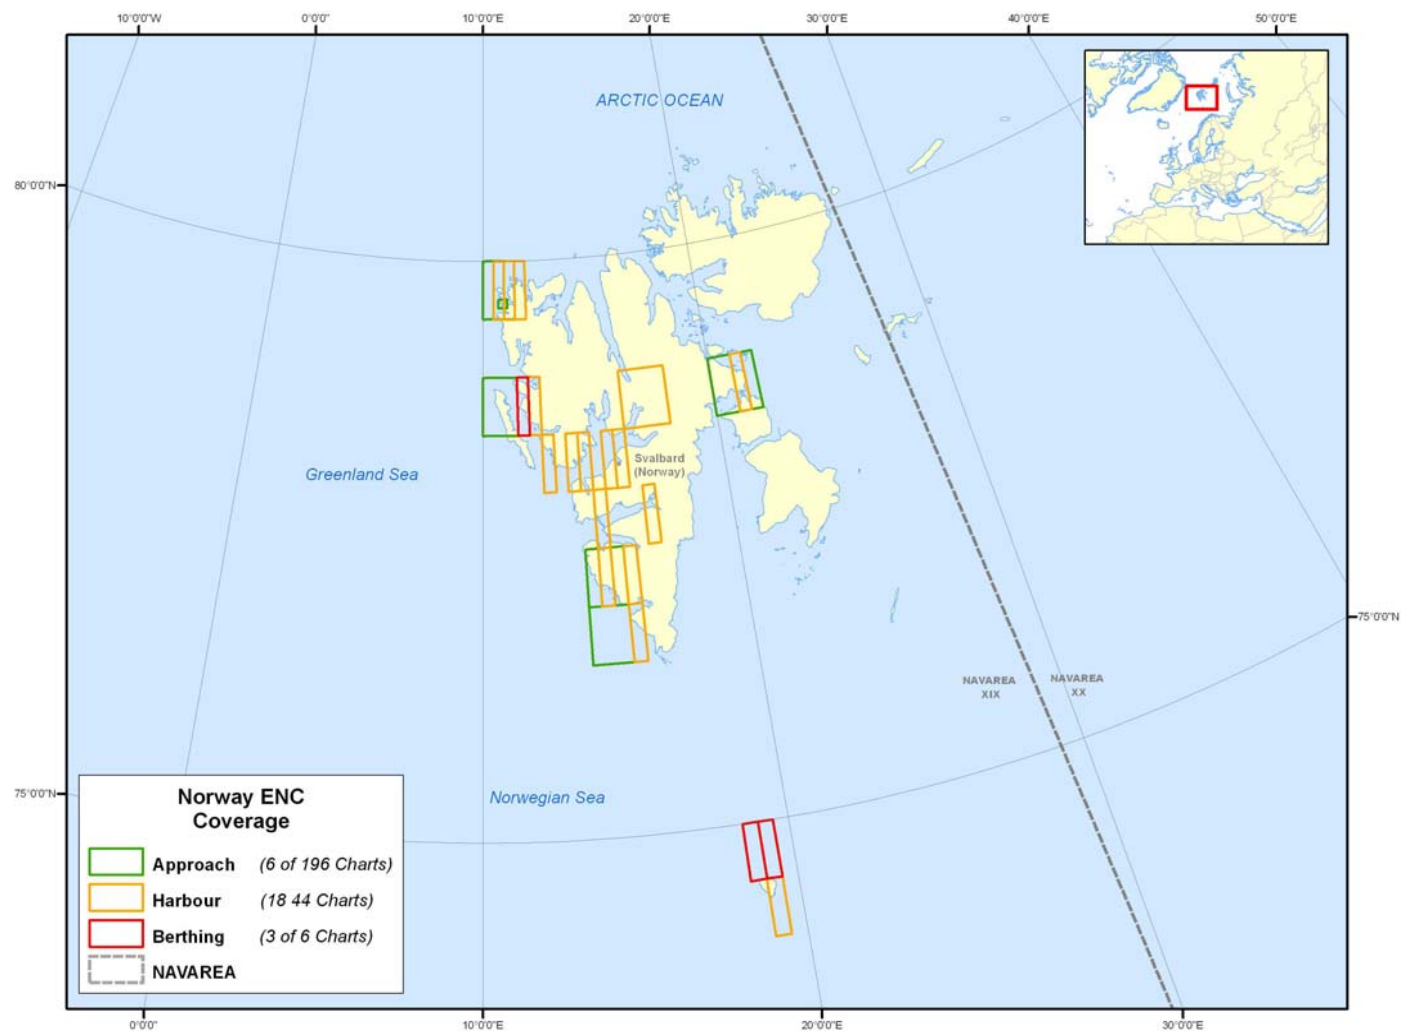 10°0'0"W
0°0'0"
10°0'0"E
20°0'0"E
30°0'0"E
40°0'0"E
50°0'0"E
ARCTIC OCEAN
80°0'0"N
Greenland Sea
Svalbard
(Norway)
75°0'0"N
NAVAREA
XIX
NAVAREA
XX
75°0'0"N
Norwegian Sea
Norway ENC
Coverage
Approach (6 of 196 Charts)
Harbour (18 44 Charts)
Berthing (3 of 6 Charts)
NAVAREA
0°0'0"
10°0'0"E
20°0'0"E
30°0'0"E